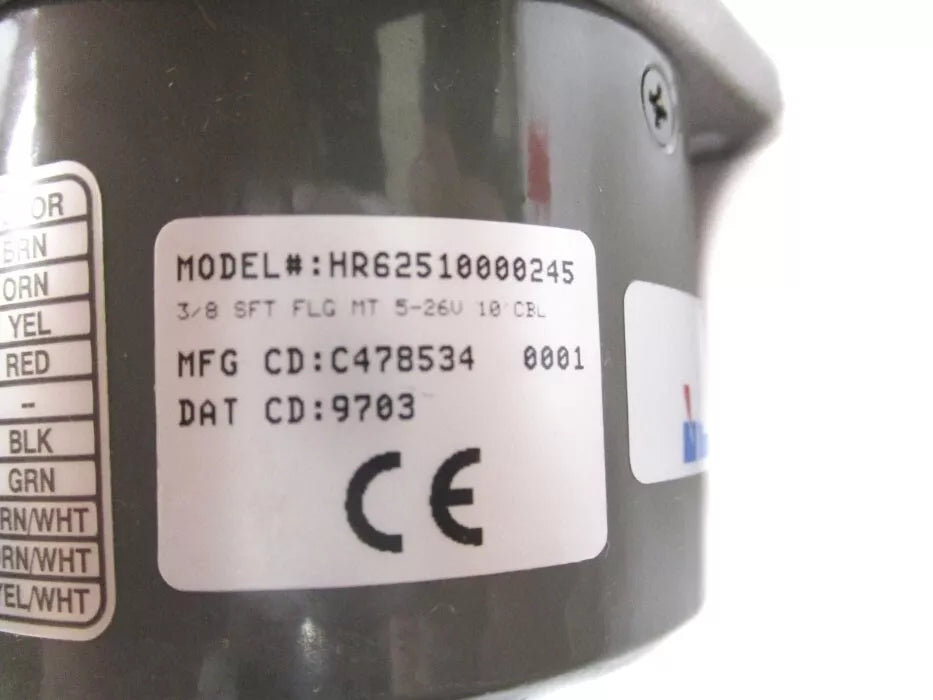 BRN
ORN
YEL
RED
--
BLK
GRN
MODEL#:HR62510000245
3/8 SFT FLG MT 5-26V 10'CBL
MFG CD:C478534 0001
DAT CD:9703
CE